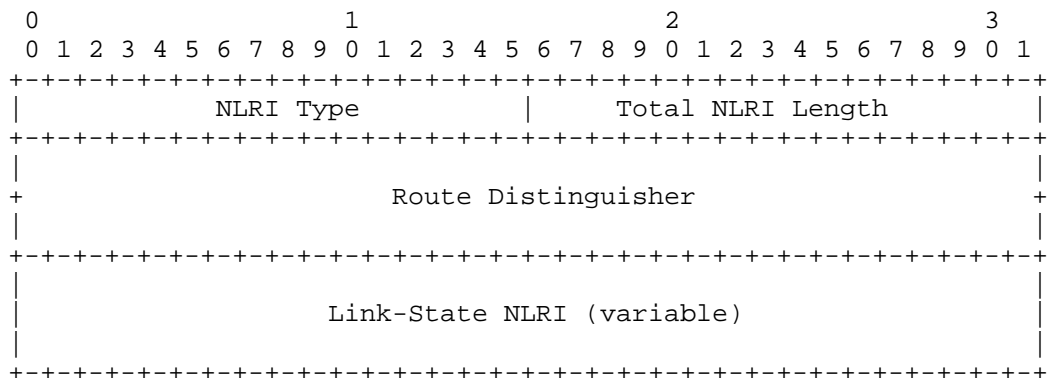 0                   1                   2                   3
 0 1 2 3 4 5 6 7 8 9 0 1 2 3 4 5 6 7 8 9 0 1 2 3 4 5 6 7 8 9 0 1
+-+-+-+-+-+-+-+-+-+-+-+-+-+-+-+-+-+-+-+-+-+-+-+-+-+-+-+-+-+-+-+-+
|            NLRI Type          |     Total NLRI Length         |
+-+-+-+-+-+-+-+-+-+-+-+-+-+-+-+-+-+-+-+-+-+-+-+-+-+-+-+-+-+-+-+-+
|                                                               |
+                       Route Distinguisher                     +
|                                                               |
+-+-+-+-+-+-+-+-+-+-+-+-+-+-+-+-+-+-+-+-+-+-+-+-+-+-+-+-+-+-+-+-+
|                                                               |
|                   Link-State NLRI (variable)                  |
|                                                               |
+-+-+-+-+-+-+-+-+-+-+-+-+-+-+-+-+-+-+-+-+-+-+-+-+-+-+-+-+-+-+-+-+